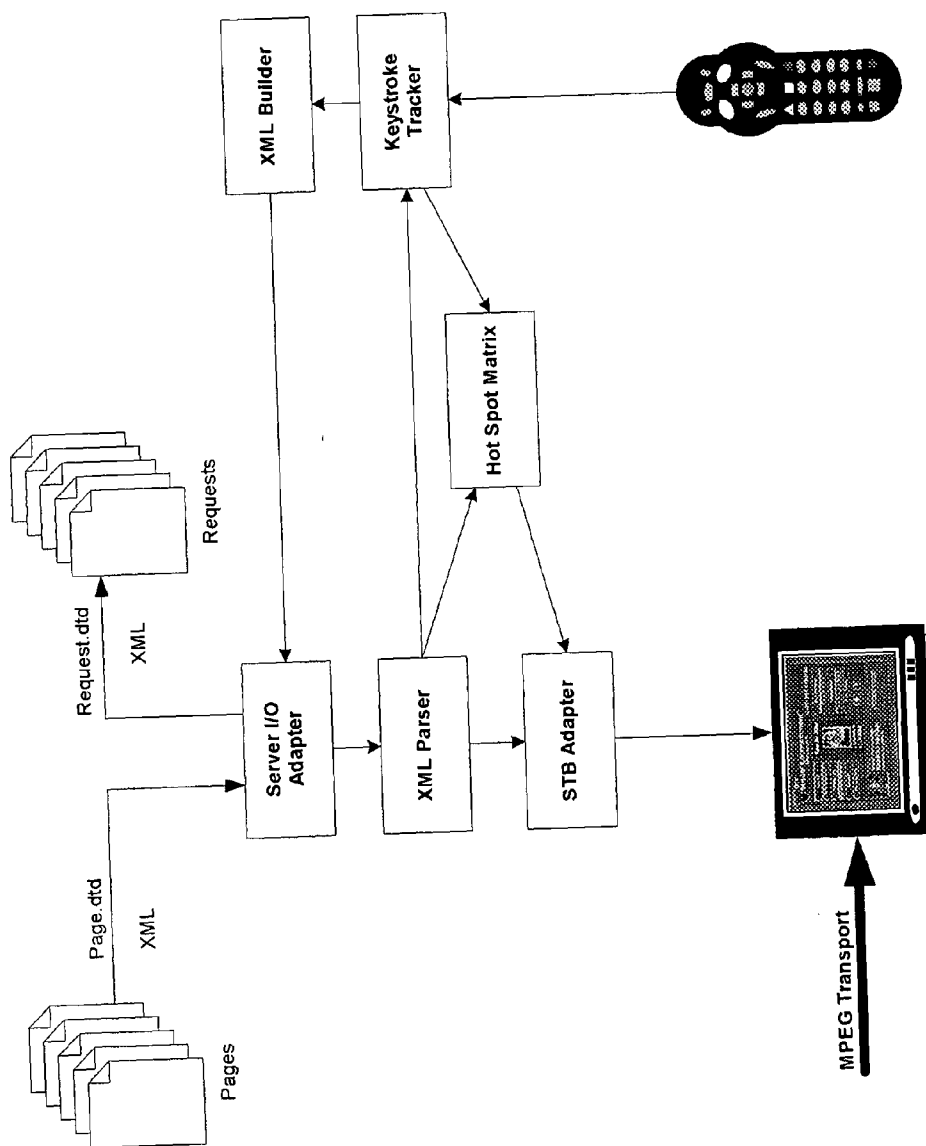 Pages
Page.dtd
XML
Request.dtd
XML
Requests
Server I/O
Adapter
XML Builder
XML Parser
Keystroke
Tracker
Hot Spot Matrix
STB Adapter
MPEG Transport